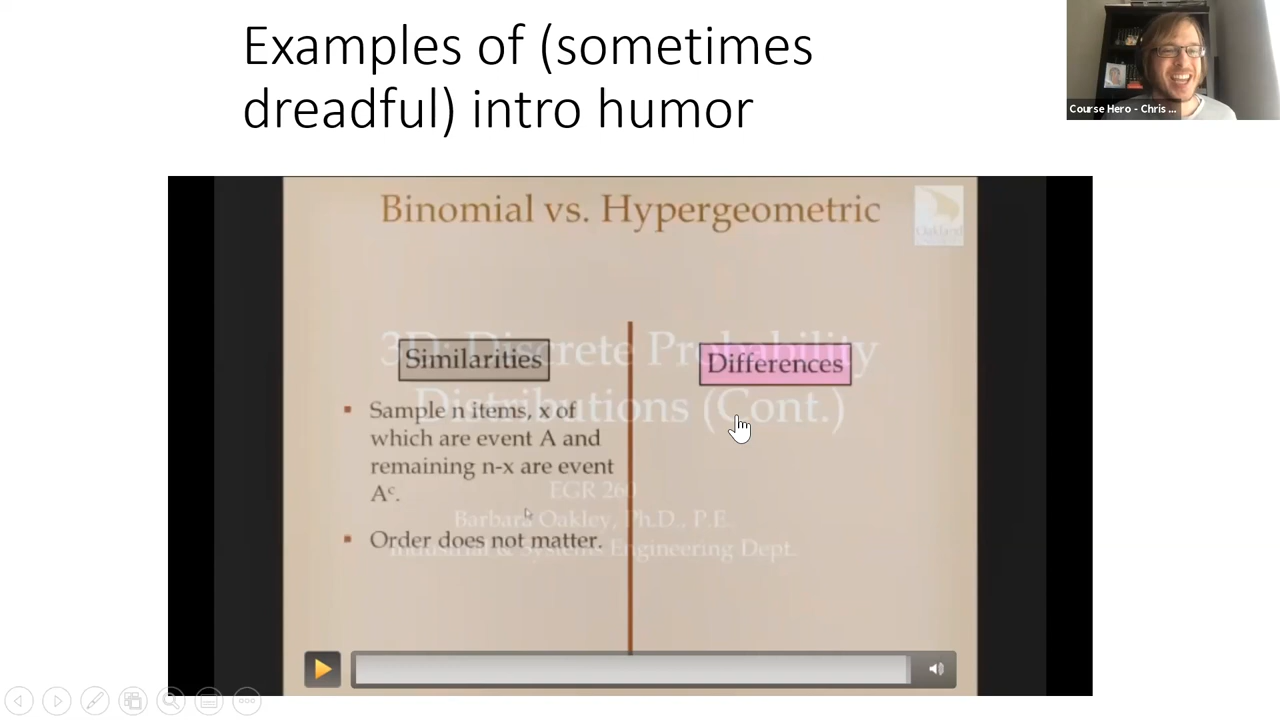 Examples of (sometimes
dreadful) intro humor
Course Hero - Chris ...
Binomial vs. Hypergeometric
Oakland
3D: Discrete Probability
Distributions (Cont.)
Similarities
Differences
▪ Sample n items, x of
which are event A and
remaining n-x are event
Aᶜ.
▪ Order does not matter.
EGR 260
Barbara Oakley, Ph.D., P.E.
Industrial & Systems Engineering Dept.